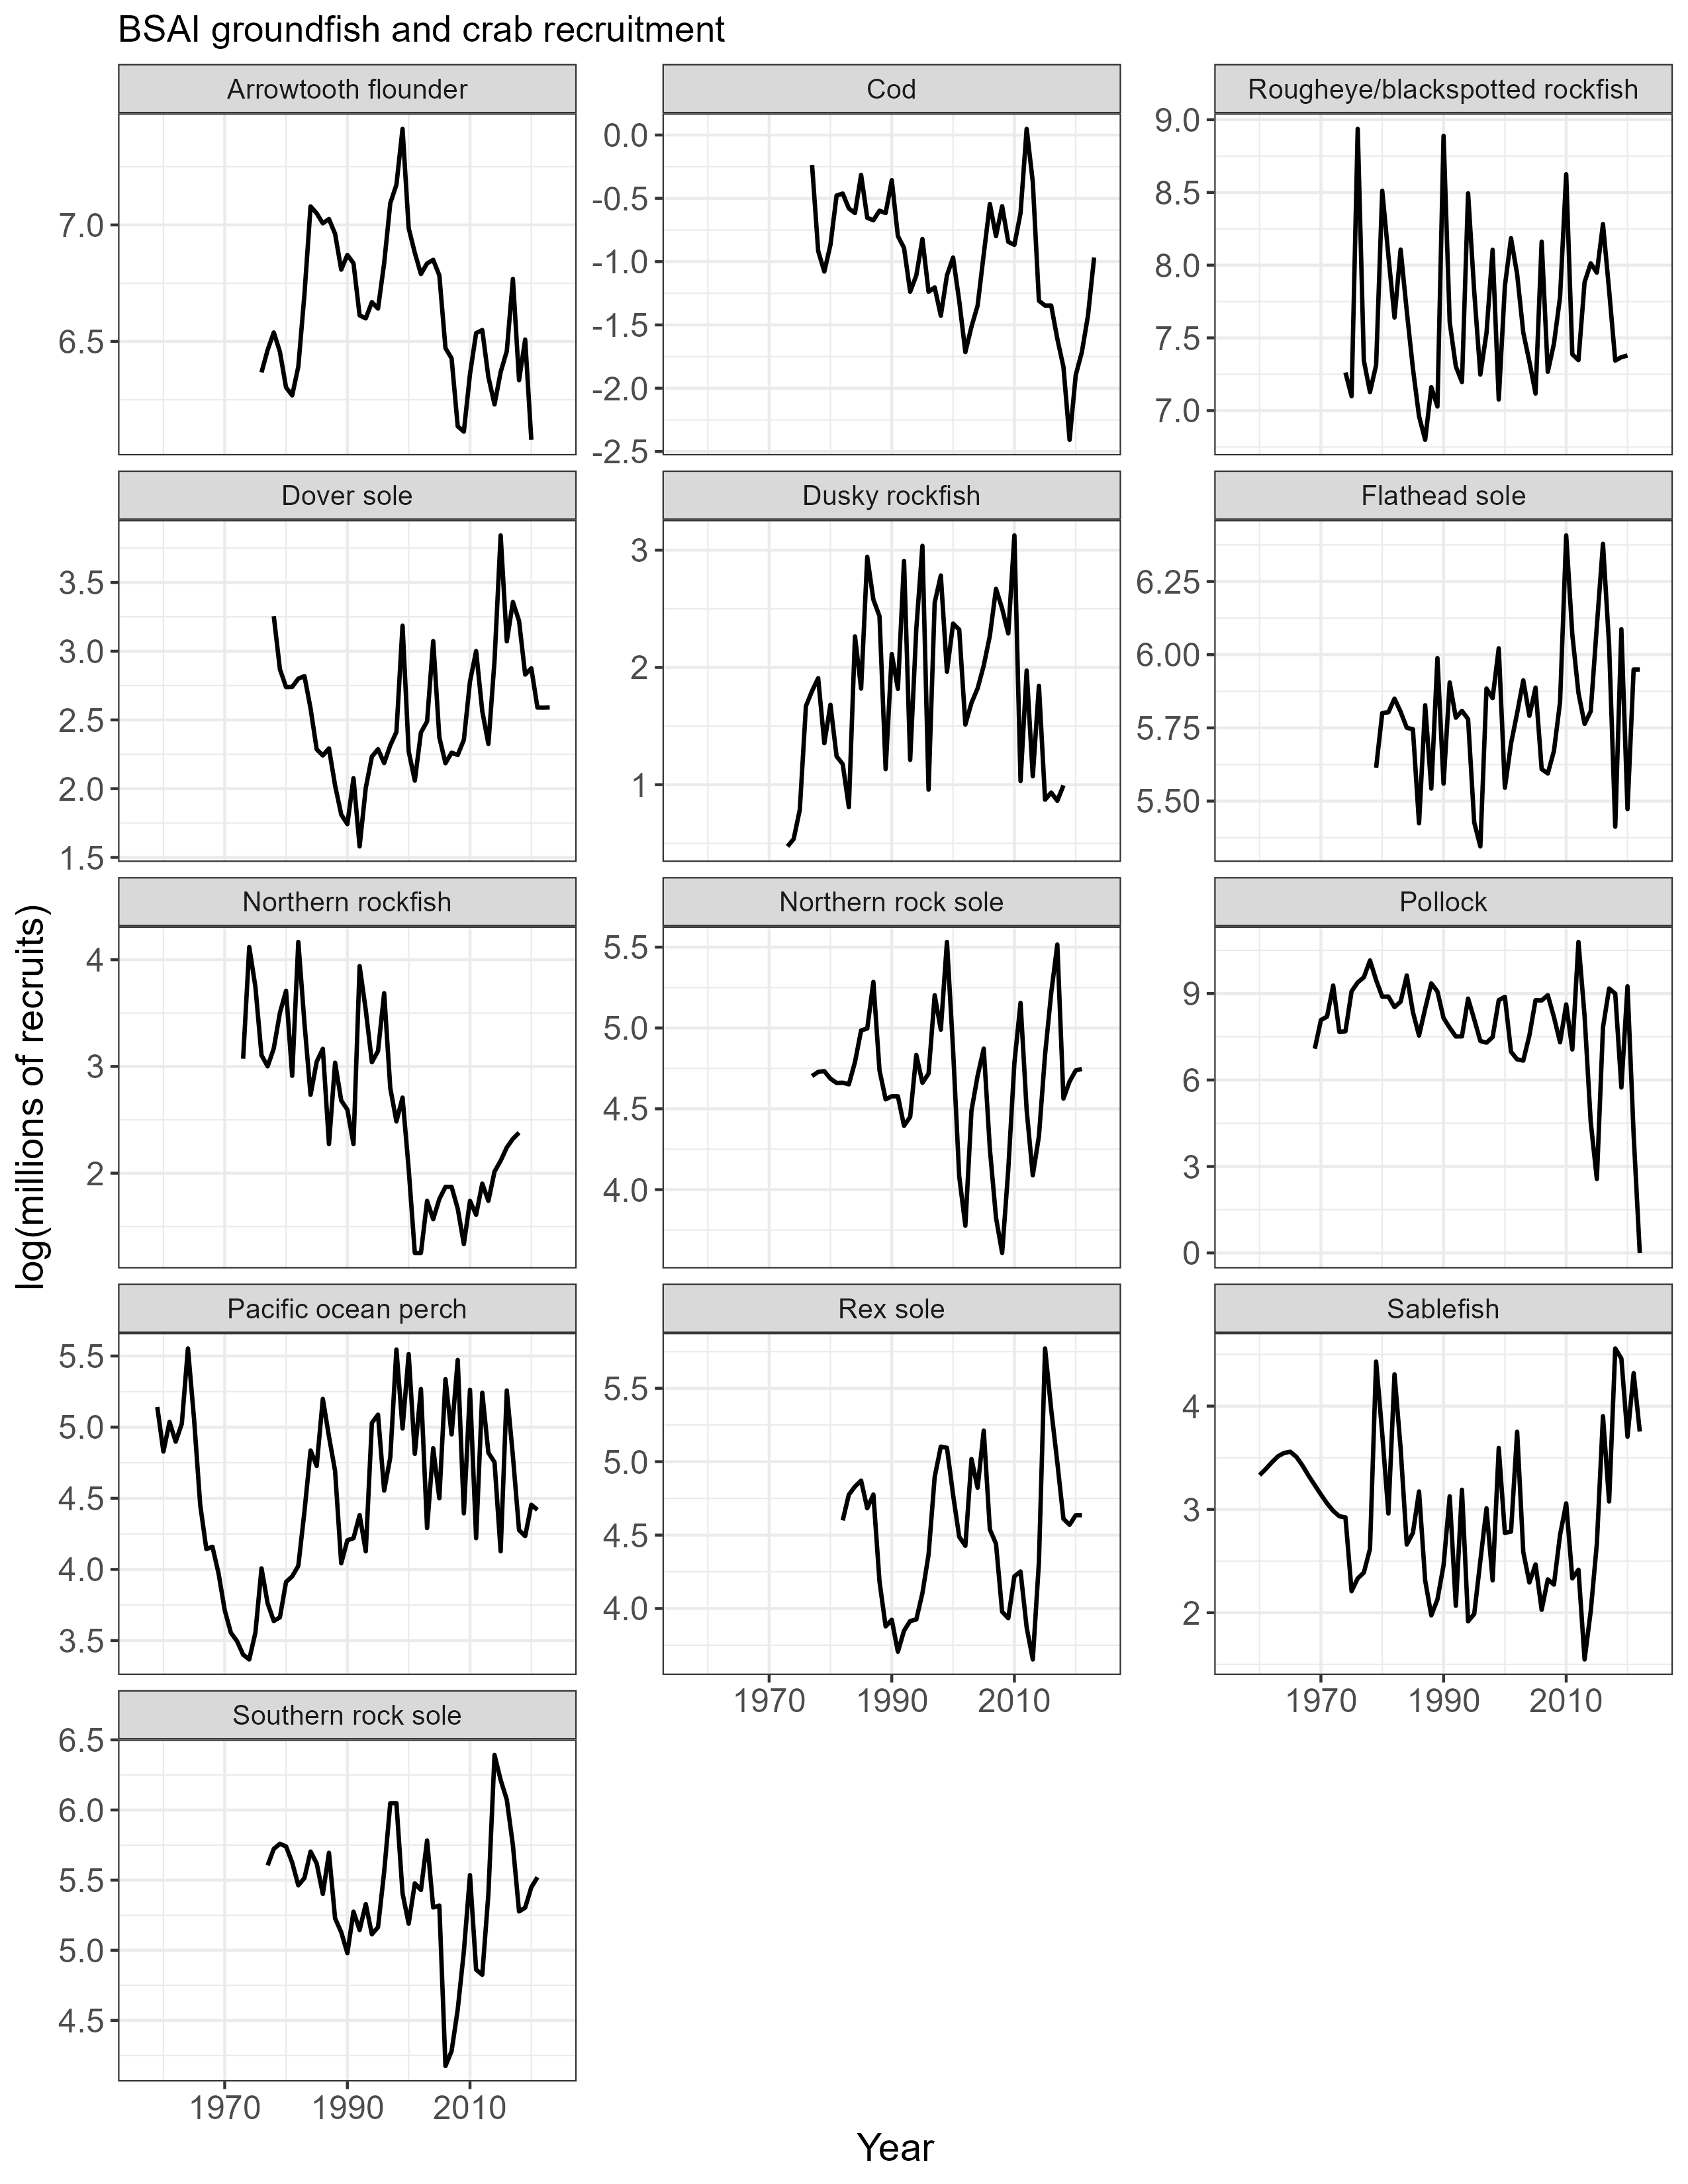 BSAI groundfish and crab recruitment
Arrowtooth flounder
7.0
6.5
Cod
0.0
-0.5
-1.0
-1.5
-2.0
-2.5
Rougheye/blackspotted rockfish
9.0
8.5
8.0
7.5
7.0
Dover sole
3.5
3.0
2.5
2.0
1.5
Dusky rockfish
3
2
1
Flathead sole
6.25
6.00
5.75
5.50
Northern rockfish
4
3
2
Northern rock sole
5.5
5.0
4.5
4.0
Pollock
9
6
3
0
Pacific ocean perch
5.5
5.0
4.5
4.0
3.5
Rex sole
5.5
5.0
4.5
4.0
1970 1990 2010
Sablefish
4
3
2
1970 1990 2010
Southern rock sole
6.5
6.0
5.5
5.0
4.5
1970 1990 2010
log(millions of recruits)
Year